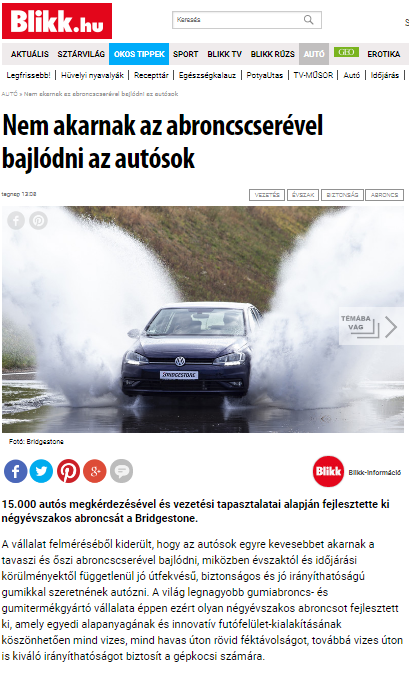 Blikk.hu
Keresés
S
AKTUÁLIS SZTÁRVILÁG OKOS TIPPEK SPORT BLIKK TV BLIKK RÚZS AUTÓ GEO EROTIKA
Legfrissebb! Hüvelyi nyavalyák Recepttár Egészségkalauz PotyaUtas TV-MŰSOR Autó Időjárás
AUTÓ » Nem akarnak az abroncscserével bajlódni az autósok
Nem akarnak az abroncscserével
bajlódni az autósok
tegnap 13:08
VEZETÉS ÉVSZAK BIZTONSÁG ABRONCS
TÉMÁBA
VÁG
BRIDGESTONE
Fotó: Bridgestone
Blikk Blikk-információ
15.000 autós megkérdezésével és vezetési tapasztalatai alapján fejlesztette ki
négyévszakos abroncsát a Bridgestone.
A vállalat felméréséből kiderült, hogy az autósok egyre kevesebbet akarnak a
tavaszi és őszi abroncscserével bajlódni, miközben évszaktól és időjárási
körülményektől függetlenül jó útfekvésű, biztonságos és jó irányíthatóságú
gumikkal szeretnének autózni. A világ legnagyobb gumiabroncs- és
gumitermékgyártó vállalata éppen ezért olyan négyévszakos abroncsot fejlesztett
ki, amely egyedi alapanyagának és innovatív futófelület-kialakításának
köszönhetően mind vizes, mind havas úton rövid féktávolságot, továbbá vizes úton
is kiváló irányíthatóságot biztosít a gépkocsi számára.